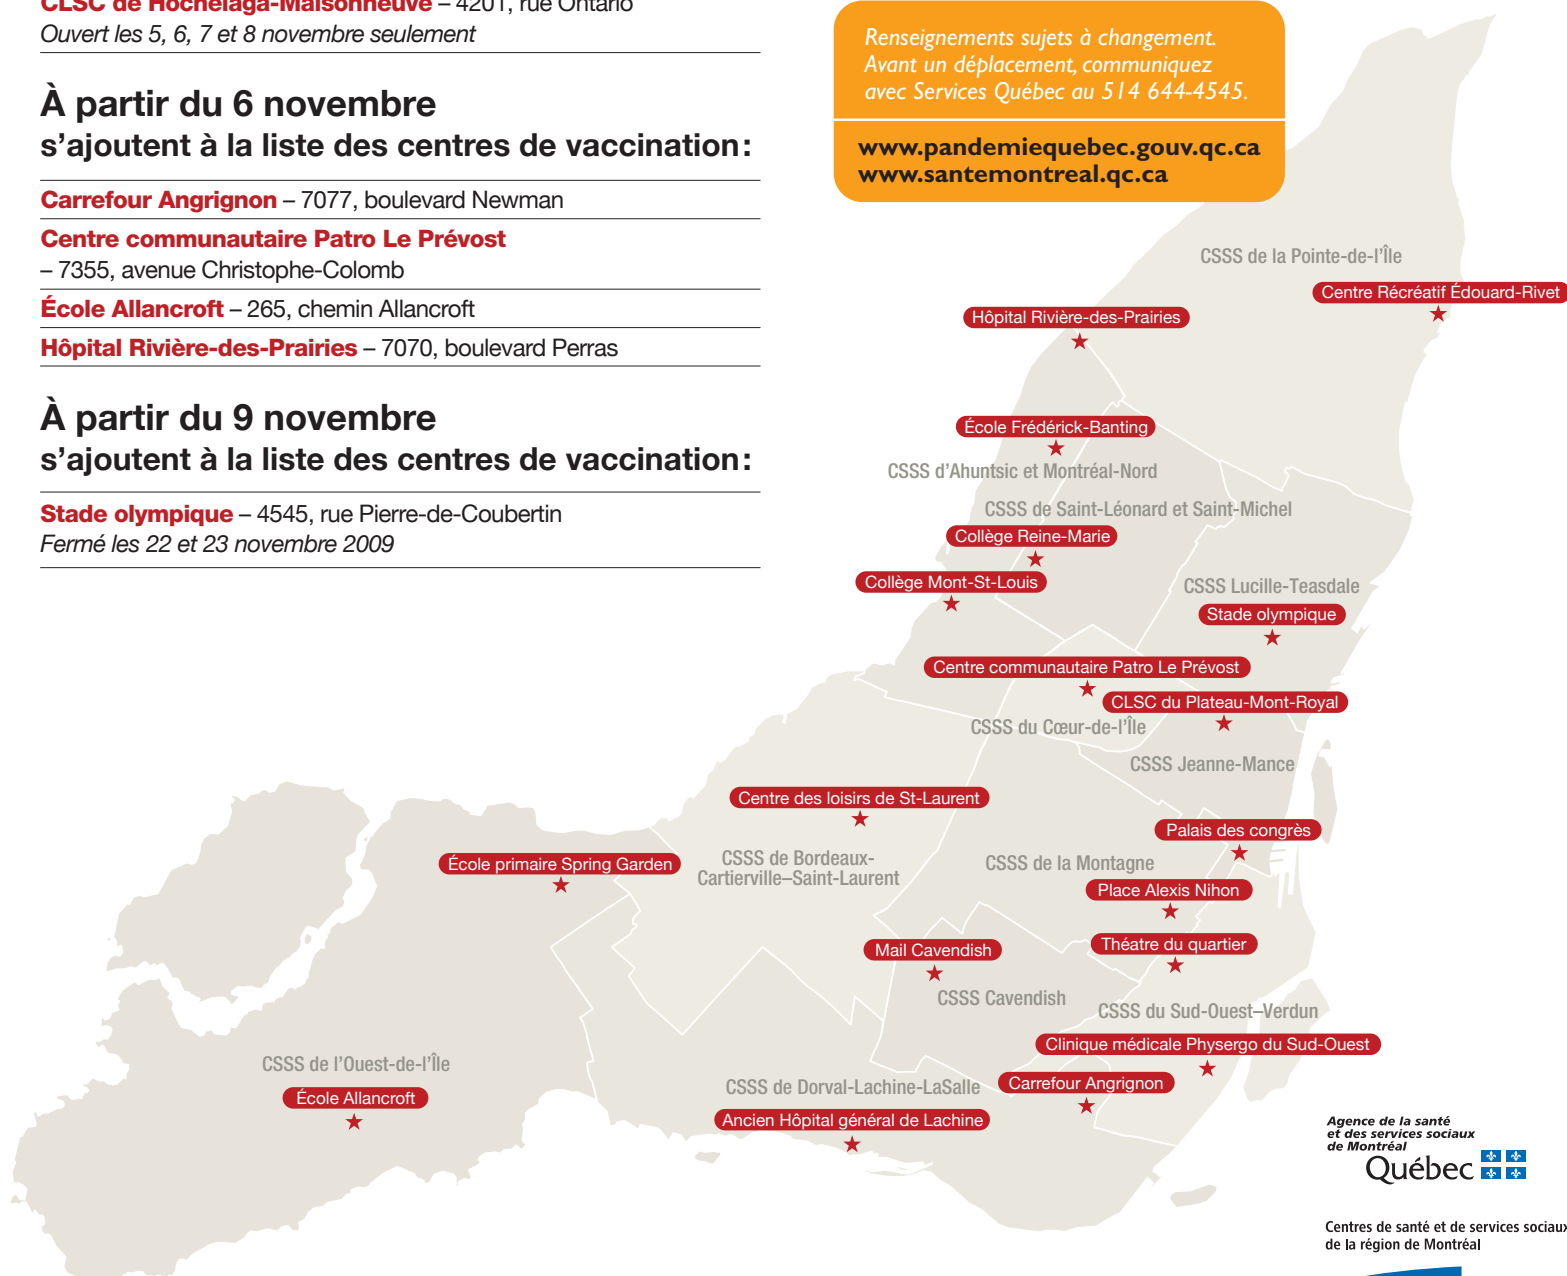 CLSC de Hochelaga-Maisonneuve – 4201, rue Ontario
Ouvert les 5, 6, 7 et 8 novembre seulement
À partir du 6 novembre
s'ajoutent à la liste des centres de vaccination :
Carrefour Angrignon – 7077, boulevard Newman
Centre communautaire Patro Le Prévost
– 7355, avenue Christophe-Colomb
École Allancroft – 265, chemin Allancroft
Hôpital Rivière-des-Prairies – 7070, boulevard Perras
À partir du 9 novembre
s'ajoutent à la liste des centres de vaccination :
Stade olympique – 4545, rue Pierre-de-Coubertin
Fermé les 22 et 23 novembre 2009
Renseignements sujets à changement.
Avant un déplacement, communiquez
avec Services Québec au 514 644-4545.
www.pandemiequebec.gouv.qc.ca
www.santemontreal.qc.ca
CSSS de la Pointe-de-l'Île
Centre Récréatif Édouard-Rivet
Hôpital Rivière-des-Prairies
École Frédérick-Banting
CSSS d'Ahuntsic et Montréal-Nord
CSSS de Saint-Léonard et Saint-Michel
Collège Reine-Marie
Collège Mont-St-Louis
CSSS Lucille-Teasdale
Stade olympique
Centre communautaire Patro Le Prévost
CLSC du Plateau-Mont-Royal
CSSS du Cœur-de-l'Île
CSSS Jeanne-Mance
Centre des loisirs de St-Laurent
Palais des congrès
École primaire Spring Garden
CSSS de Bordeaux-
Cartierville–Saint-Laurent
CSSS de la Montagne
Place Alexis Nihon
Théatre du quartier
Mail Cavendish
CSSS Cavendish
CSSS du Sud-Ouest–Verdun
Clinique médicale Physergo du Sud-Ouest
CSSS de l'Ouest-de-l'Île
École Allancroft
CSSS de Dorval-Lachine-LaSalle
Carrefour Angrignon
Ancien Hôpital général de Lachine
Agence de la santé
et des services sociaux
de Montréal
Québec
Centres de santé et de services sociaux
de la région de Montréal